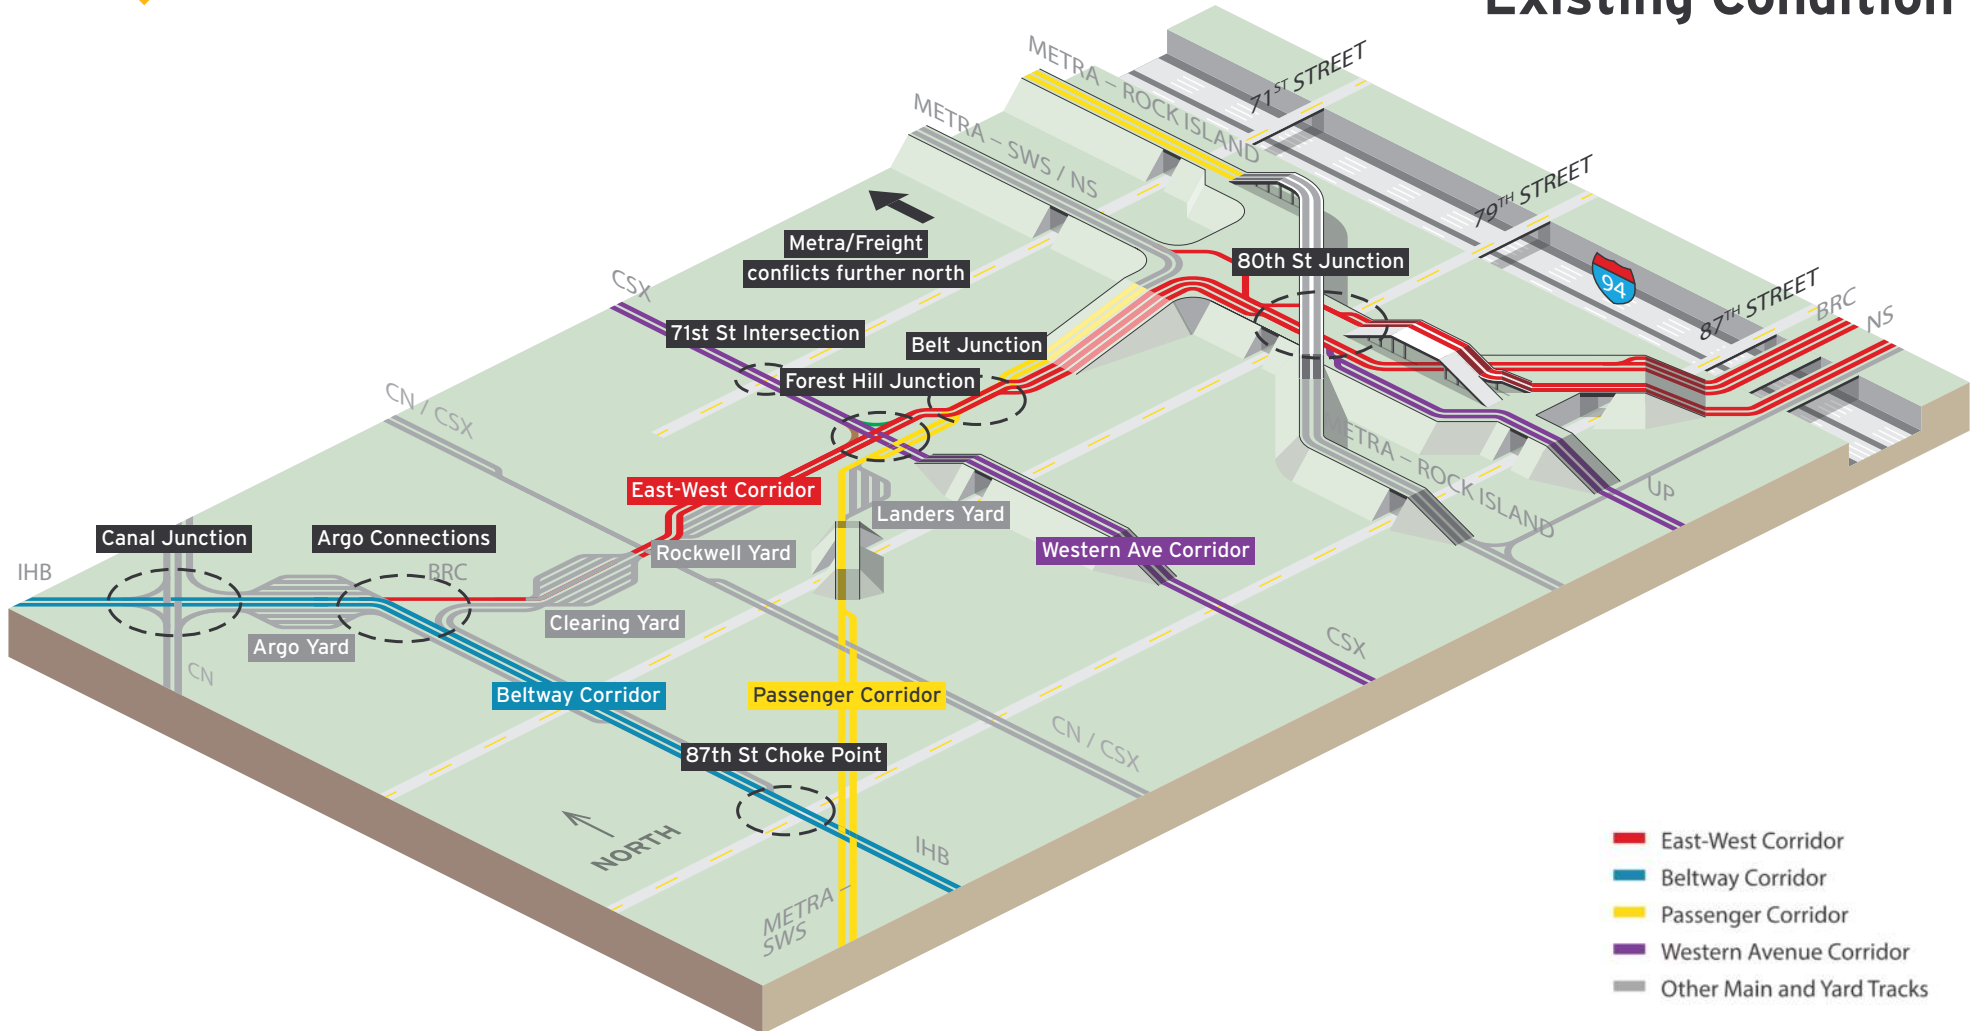 Existing Condition
METRA – ROCK ISLAND
71ST STREET
METRA – SWS / NS
79TH STREET
Metra/Freight
conflicts further north
80th St Junction
CSX
94
87TH STREET
BRC
NS
71st St Intersection
Belt Junction
Forest Hill Junction
CN / CSX
METRA – ROCK ISLAND
East-West Corridor
UP
Landers Yard
Canal Junction
Argo Connections
Rockwell Yard
Western Ave Corridor
IHB
BRC
Clearing Yard
Argo Yard
CSX
CN
Beltway Corridor
Passenger Corridor
CN / CSX
87th St Choke Point
NORTH
IHB
METRA
SWS
East-West Corridor
Beltway Corridor
Passenger Corridor
Western Avenue Corridor
Other Main and Yard Tracks